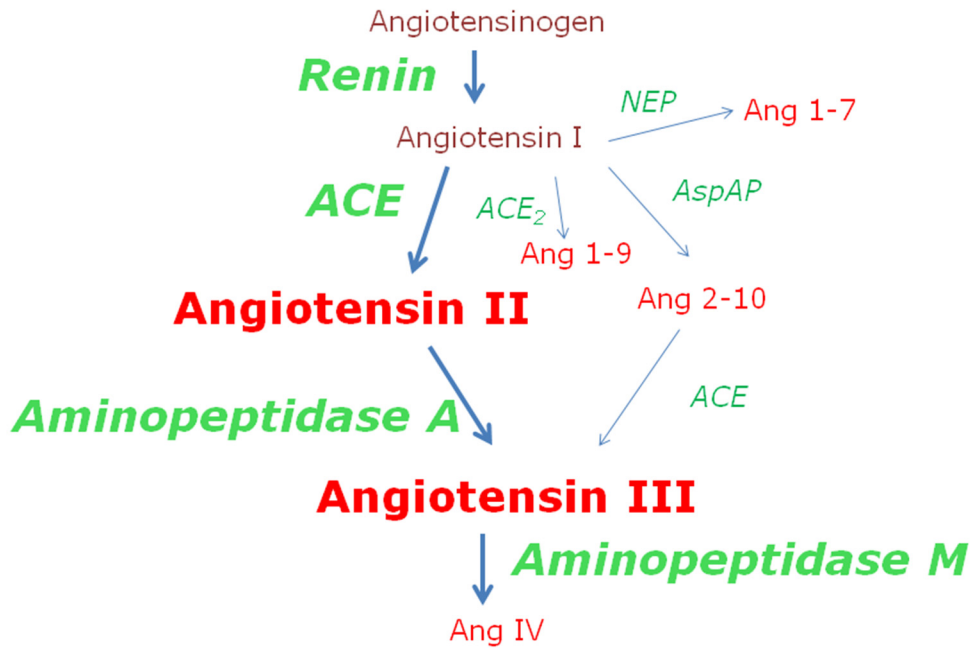 Angiotensinogen
Renin
NEP
Ang 1-7
Angiotensin I
ACE
ACE₂
AspAP
Ang 1-9
Angiotensin II
Ang 2-10
Aminopeptidase A
ACE
Angiotensin III
Aminopeptidase M
Ang IV